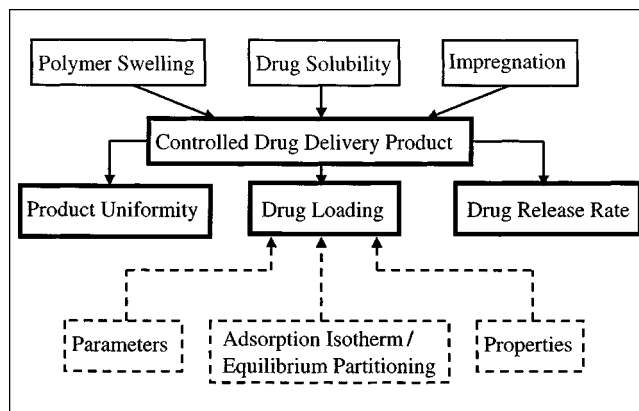 Polymer Swelling
Drug Solubility
Impregnation
Controlled Drug Delivery Product
Product Uniformity
Drug Loading
Drug Release Rate
Parameters
Adsorption Isotherm /
Equilibrium Partitioning
Properties